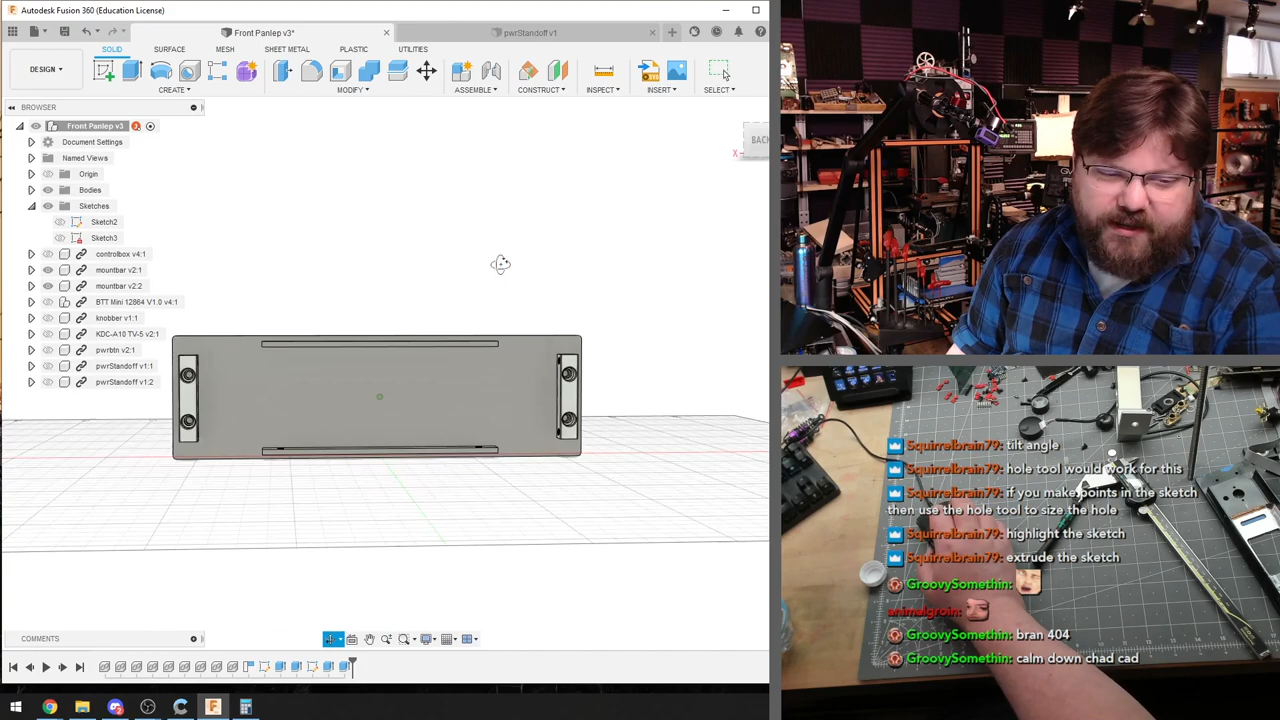 Autodesk Fusion 360 (Education License)
Front Panlep v3*
pwrStandoff v1
DESIGN
SOLID
SURFACE
MESH
SHEET METAL
PLASTIC
UTILITIES
CREATE
MODIFY
ASSEMBLE
CONSTRUCT
INSPECT
INSERT
SELECT
BROWSER
Front Panlep v3
Document Settings
Named Views
Origin
Bodies
Sketches
Sketch2
Sketch3
controlbox v4:1
mountbar v2:1
mountbar v2:2
BTT Mini 12864 V1.0 v4:1
knobber v1:1
KDC-A10 TV-5 v2:1
pwrbtn v2:1
pwrStandoff v1:1
pwrStandoff v1:2
BACK
X
COMMENTS
Squirrelbrain79: tilt angle
Squirrelbrain79: hole tool would work for this
Squirrelbrain79: if you make points in the sketch
then use the hole tool to size the hole
Squirrelbrain79: highlight the sketch
Squirrelbrain79: extrude the sketch
GroovySomethin:
animalgroin:
GroovySomethin: bran 404
GroovySomethin: calm down chad cad